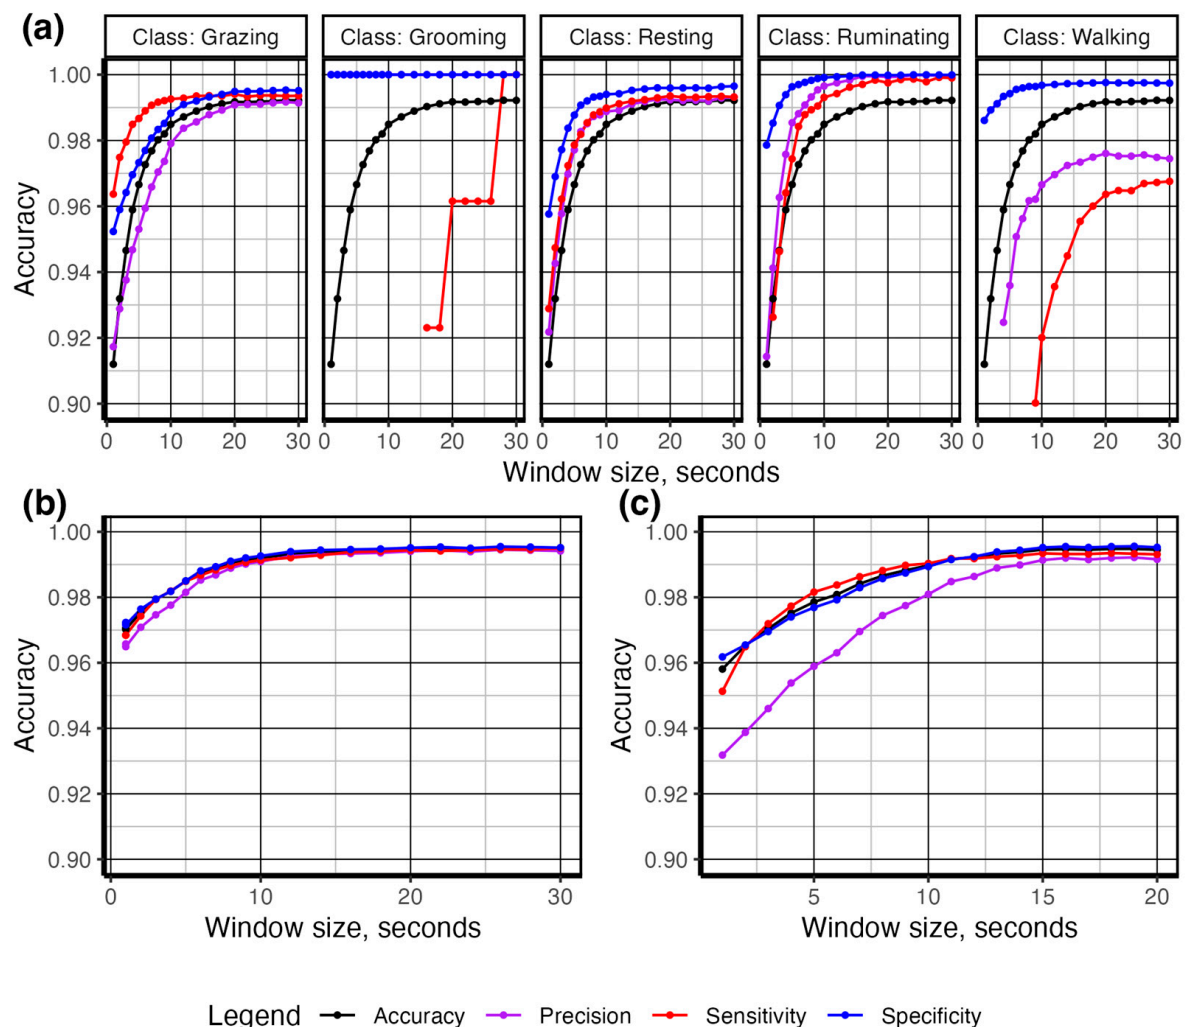 (a)
Class: Grazing Class: Grooming Class: Resting Class: Ruminating Class: Walking
1.00
0.98
0.96
0.94
0.92
0.90
Accuracy
0 10 20 30 0 10 20 30 0 10 20 30 0 10 20 30 0 10 20 30
Window size, seconds
(b) (c)
1.00 1.00
0.98 0.98
0.96 0.96
0.94 0.94
0.92 0.92
0.90 0.90
Accuracy Accuracy
0 10 20 30 5 10 15 20
Window size, seconds Window size, seconds
Legend Accuracy Precision Sensitivity Specificity